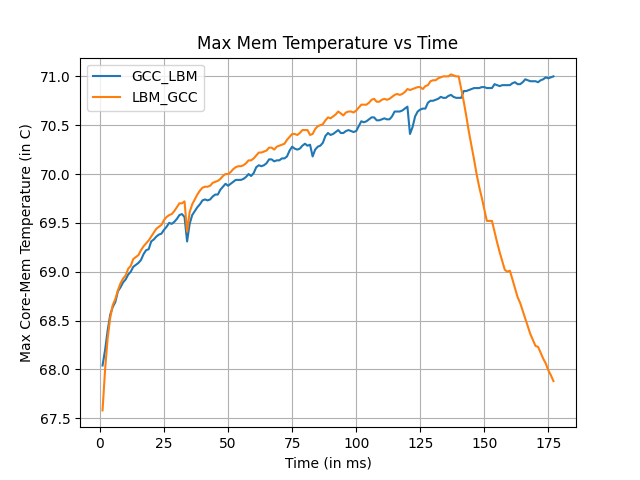 Max Mem Temperature vs Time
GCC_LBM
LBM_GCC
Max Core-Mem Temperature (in C)
71.0
70.5
70.0
69.5
69.0
68.5
68.0
67.5
0 25 50 75 100 125 150 175
Time (in ms)